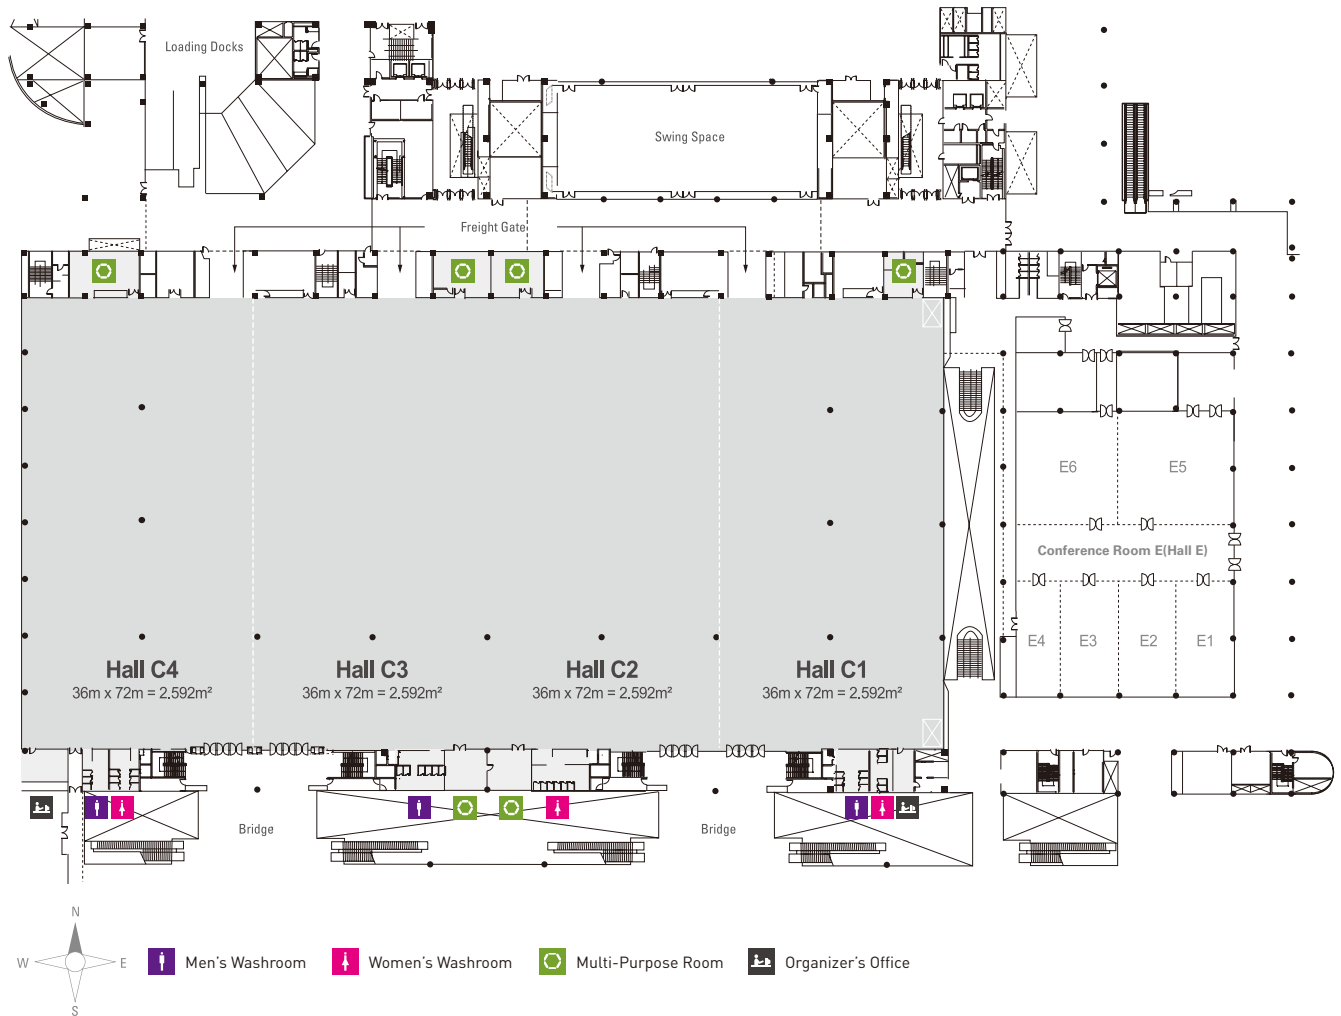 Loading Docks
Swing Space
Freight Gate
E6
E5
Conference Room E(Hall E)
E4
E3
E2
E1
Hall C4
36m x 72m = 2.592m²
Hall C3
36m x 72m = 2.592m²
Hall C2
36m x 72m = 2.592m²
Hall C1
36m x 72m = 2.592m²
Bridge
Bridge
N
W
E
S
Men's Washroom
Women's Washroom
Multi-Purpose Room
Organizer's Office